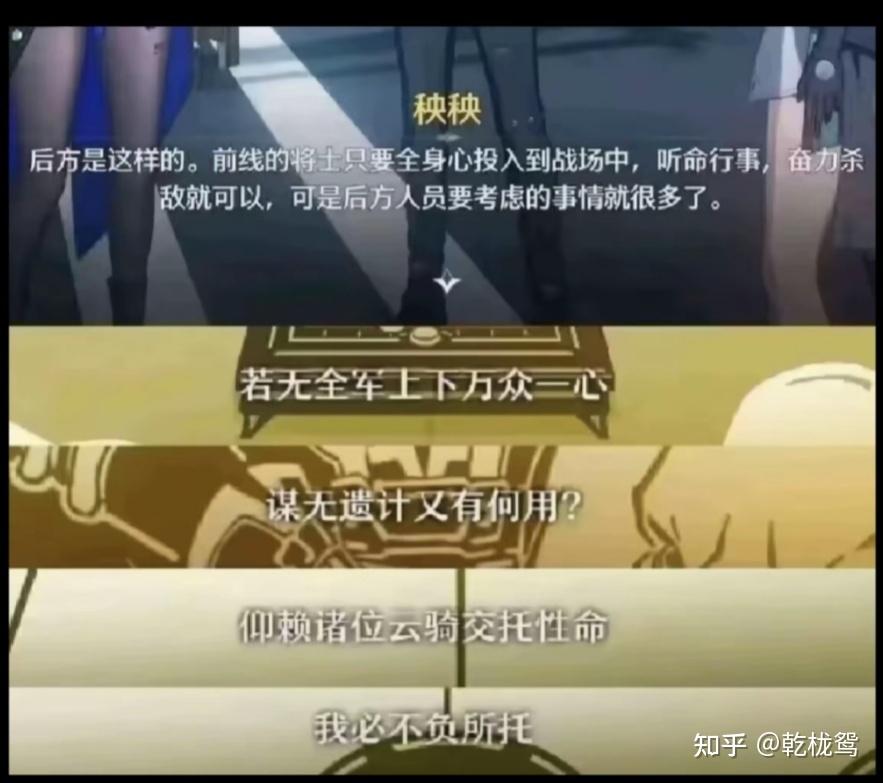 秧秧
后方是这样的。前线的将士只要全身心投入到战场中，听命行事，奋力杀
敌就可以，可是后方人员要考虑的事情就很多了。
若无全军上下万众一心
谋无遗计又有何用？
仰赖诸位云骑交托性命
我必不负所托
知乎 @乾栊鸳